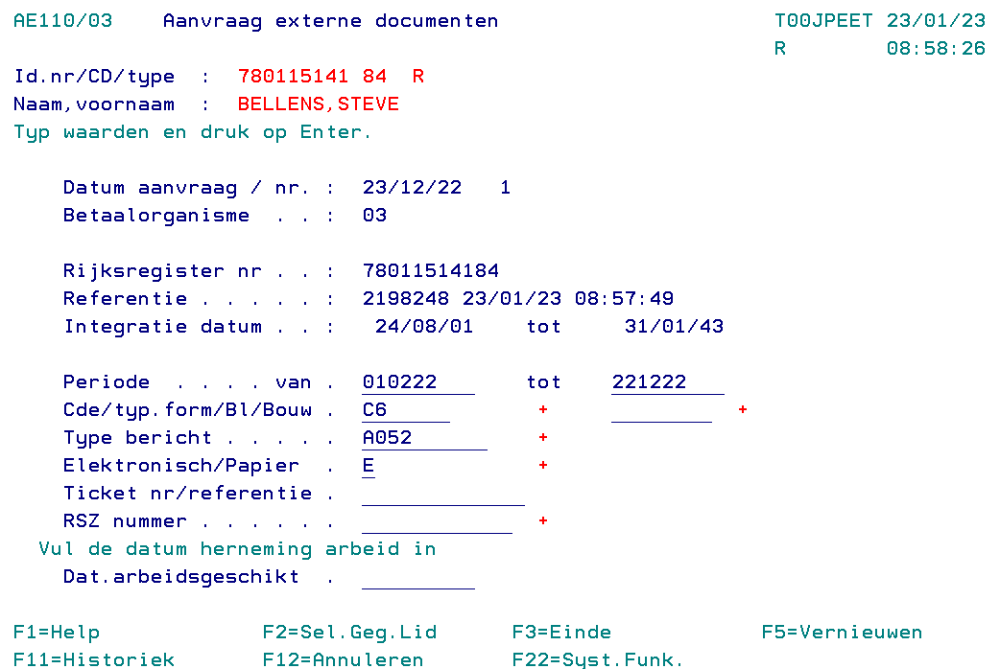 AE110/03    Aanvraag externe documenten                      T00JPEET 23/01/23
R        08:58:26
Id.nr/CD/type  :  780115141 84  R
Naam,voornaam  :  BELLENS,STEVE
Typ waarden en druk op Enter.
Datum aanvraag / nr. :  23/12/22   1
Betaalorganisme  . . :  03
Rijksregister nr . . :  78011514184
Referentie . . . . . :  2198248 23/01/23 08:57:49
Integratie datum . . :   24/08/01    tot     31/01/43
Periode  . . . . van .  010222       tot    221222
Cde/typ.form/Bl/Bouw .  C6            +               +
Type bericht . . . . .  A052          +
Elektronisch/Papier  .  E             +
Ticket nr/referentie .
RSZ nummer . . . . . .                +
Vul de datum herneming arbeid in
Dat.arbeidsgeschikt  .
F1=Help             F2=Sel.Geg.Lid      F3=Einde            F5=Vernieuwen
F11=Historiek       F12=Annuleren       F22=Syst.Funk.